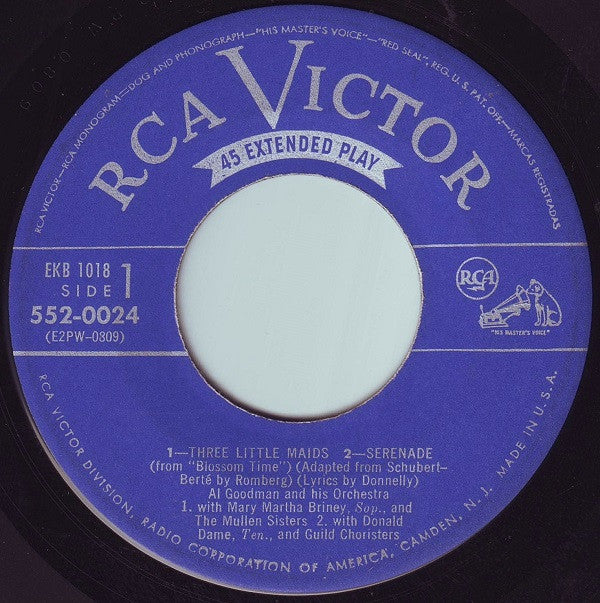 RCA VICTOR—RCA MONOGRAM—DOG AND PHONOGRAPH—"HIS MASTER'S VOICE"—"RED SEAL", REG. U. S. PAT. OFF.—MARCAS REGISTRADAS
RCA VICTOR
45 EXTENDED PLAY
EKB 1018
SIDE 1
552-0024
(E2PW-0809)
RCA
"HIS MASTER'S VOICE"
1—THREE LITTLE MAIDS 2—SERENADE
(from "Blossom Time") (Adapted from Schubert–
Berté by Romberg) (Lyrics by Donnelly)
Al Goodman and his Orchestra
1. with Mary Martha Briney, Sop., and
The Mullen Sisters 2. with Donald
Dame, Ten., and Guild Choristers
RCA VICTOR DIVISION, RADIO CORPORATION OF AMERICA, CAMDEN, N. J. MADE IN U. S. A.